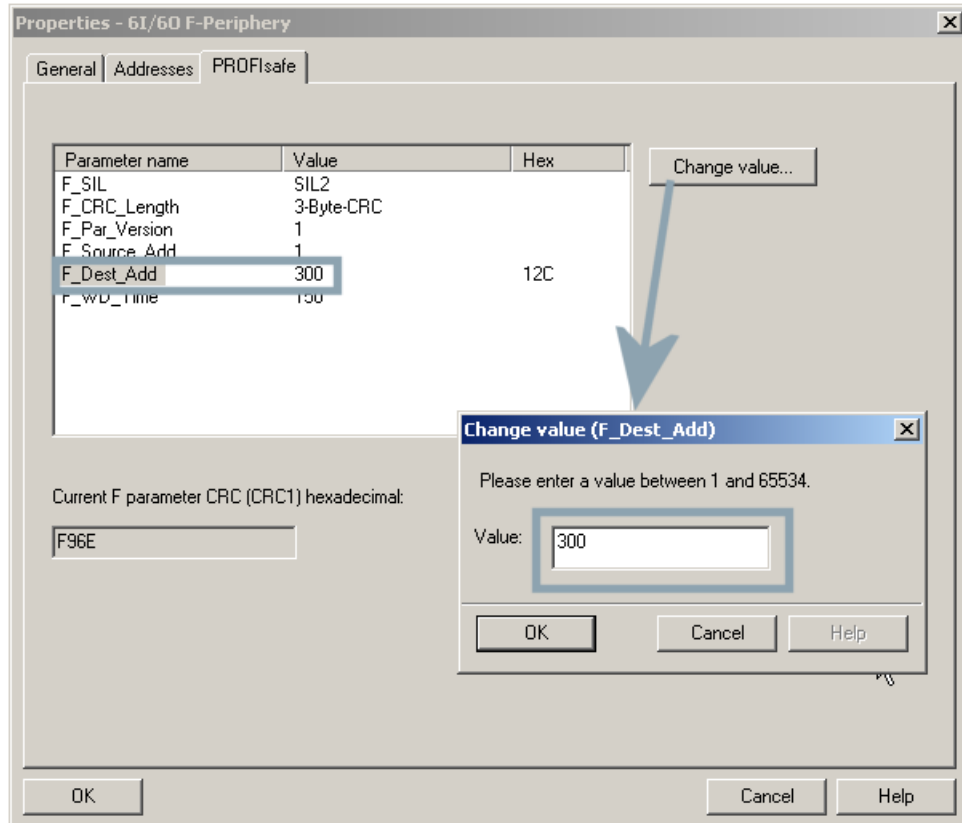 Properties - 6I/6O F-Periphery
General Addresses PROFIsafe
Parameter name Value Hex
F_SIL SIL2
F_CRC_Length 3-Byte-CRC
F_Par_Version 1
F_Source_Add 1
F_Dest_Add 300 12C
F_WD_Time 150
Change value...
Change value (F_Dest_Add)
Please enter a value between 1 and 65534.
Value: 300
OK Cancel Help
Current F parameter CRC (CRC1) hexadecimal:
F96E
OK Cancel Help